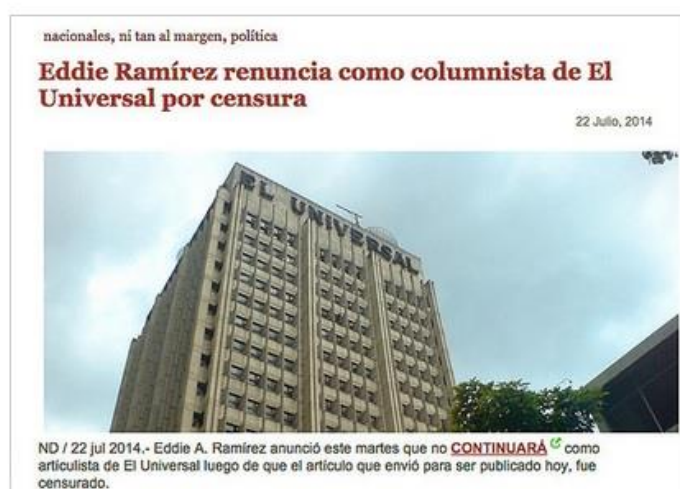 nacionales, ni tan al margen, política
Eddie Ramírez renuncia como columnista de El
Universal por censura
22 Julio, 2014
EL UNIVERSAL
ND / 22 jul 2014.- Eddie A. Ramírez anunció este martes que no CONTINUARÁ como
artículista de El Universal luego de que el artículo que envió para ser publicado hoy, fue
censurado.